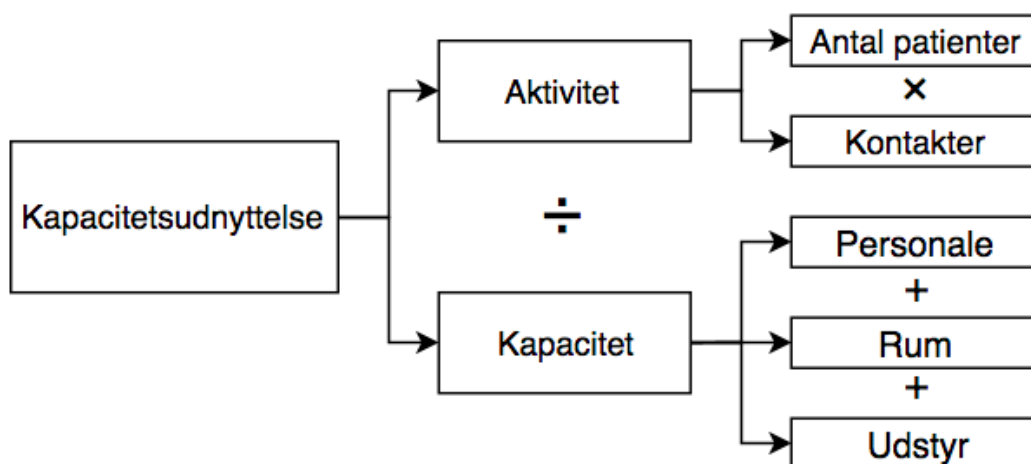 Kapacitetsudnyttelse
Aktivitet
÷
Kapacitet
Antal patienter
×
Kontakter
Personale
+
Rum
+
Udstyr